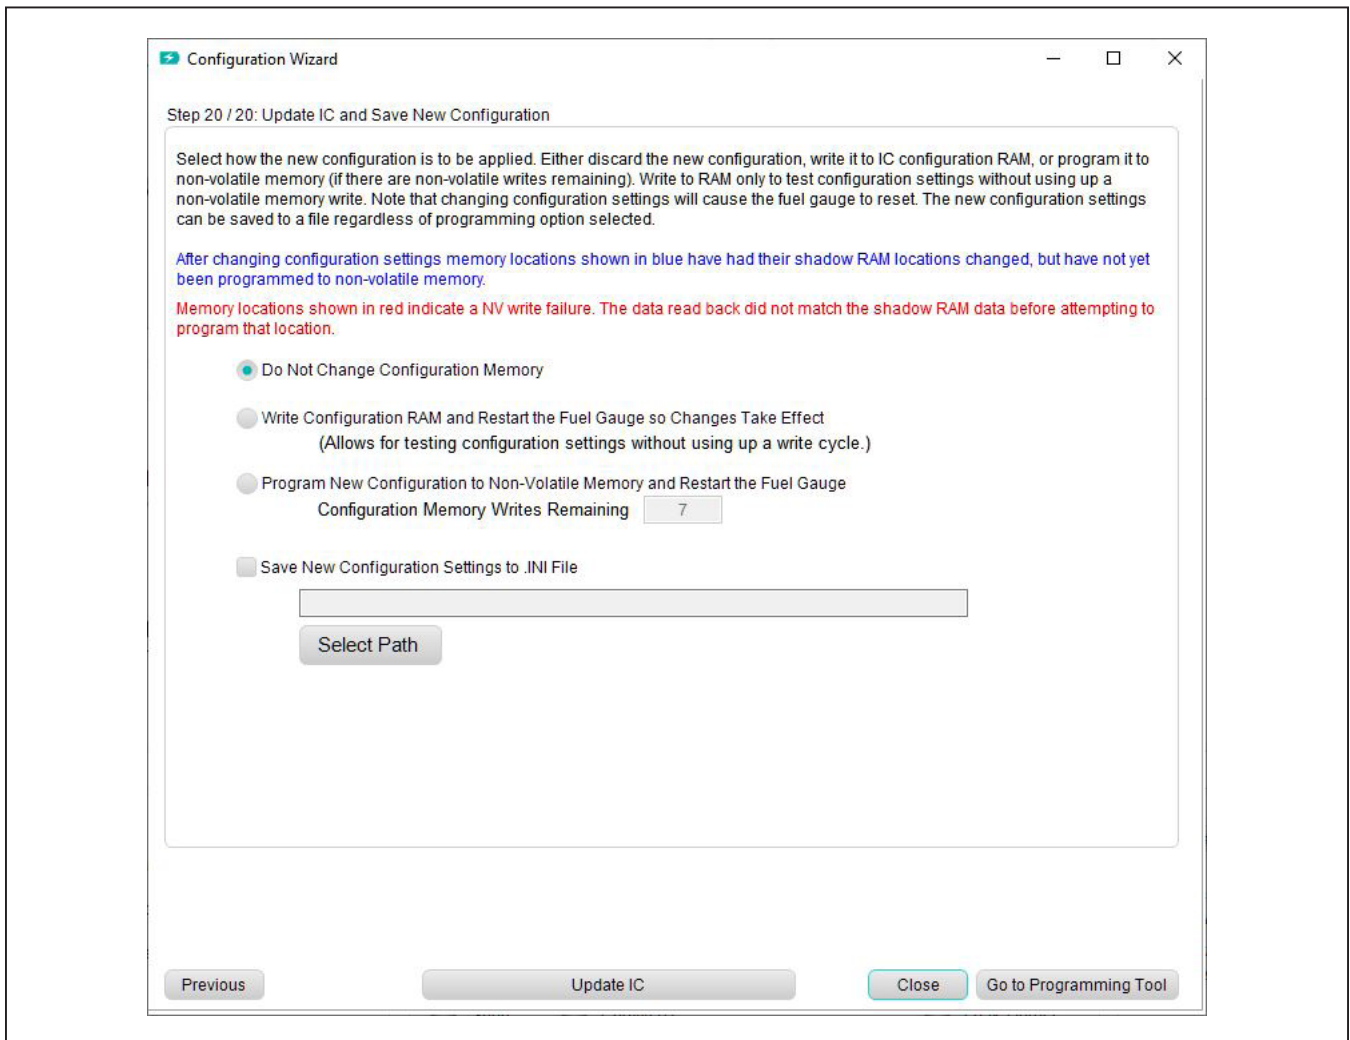 Configuration Wizard
Step 20 / 20: Update IC and Save New Configuration
Select how the new configuration is to be applied. Either discard the new configuration, write it to IC configuration RAM, or program it to
non-volatile memory (if there are non-volatile writes remaining). Write to RAM only to test configuration settings without using up a
non-volatile memory write. Note that changing configuration settings will cause the fuel gauge to reset. The new configuration settings
can be saved to a file regardless of programming option selected.
After changing configuration settings memory locations shown in blue have had their shadow RAM locations changed, but have not yet
been programmed to non-volatile memory.
Memory locations shown in red indicate a NV write failure. The data read back did not match the shadow RAM data before attempting to
program that location.
Do Not Change Configuration Memory
Write Configuration RAM and Restart the Fuel Gauge so Changes Take Effect
(Allows for testing configuration settings without using up a write cycle.)
Program New Configuration to Non-Volatile Memory and Restart the Fuel Gauge
Configuration Memory Writes Remaining 7
Save New Configuration Settings to .INI File
Select Path
Previous Update IC Close Go to Programming Tool